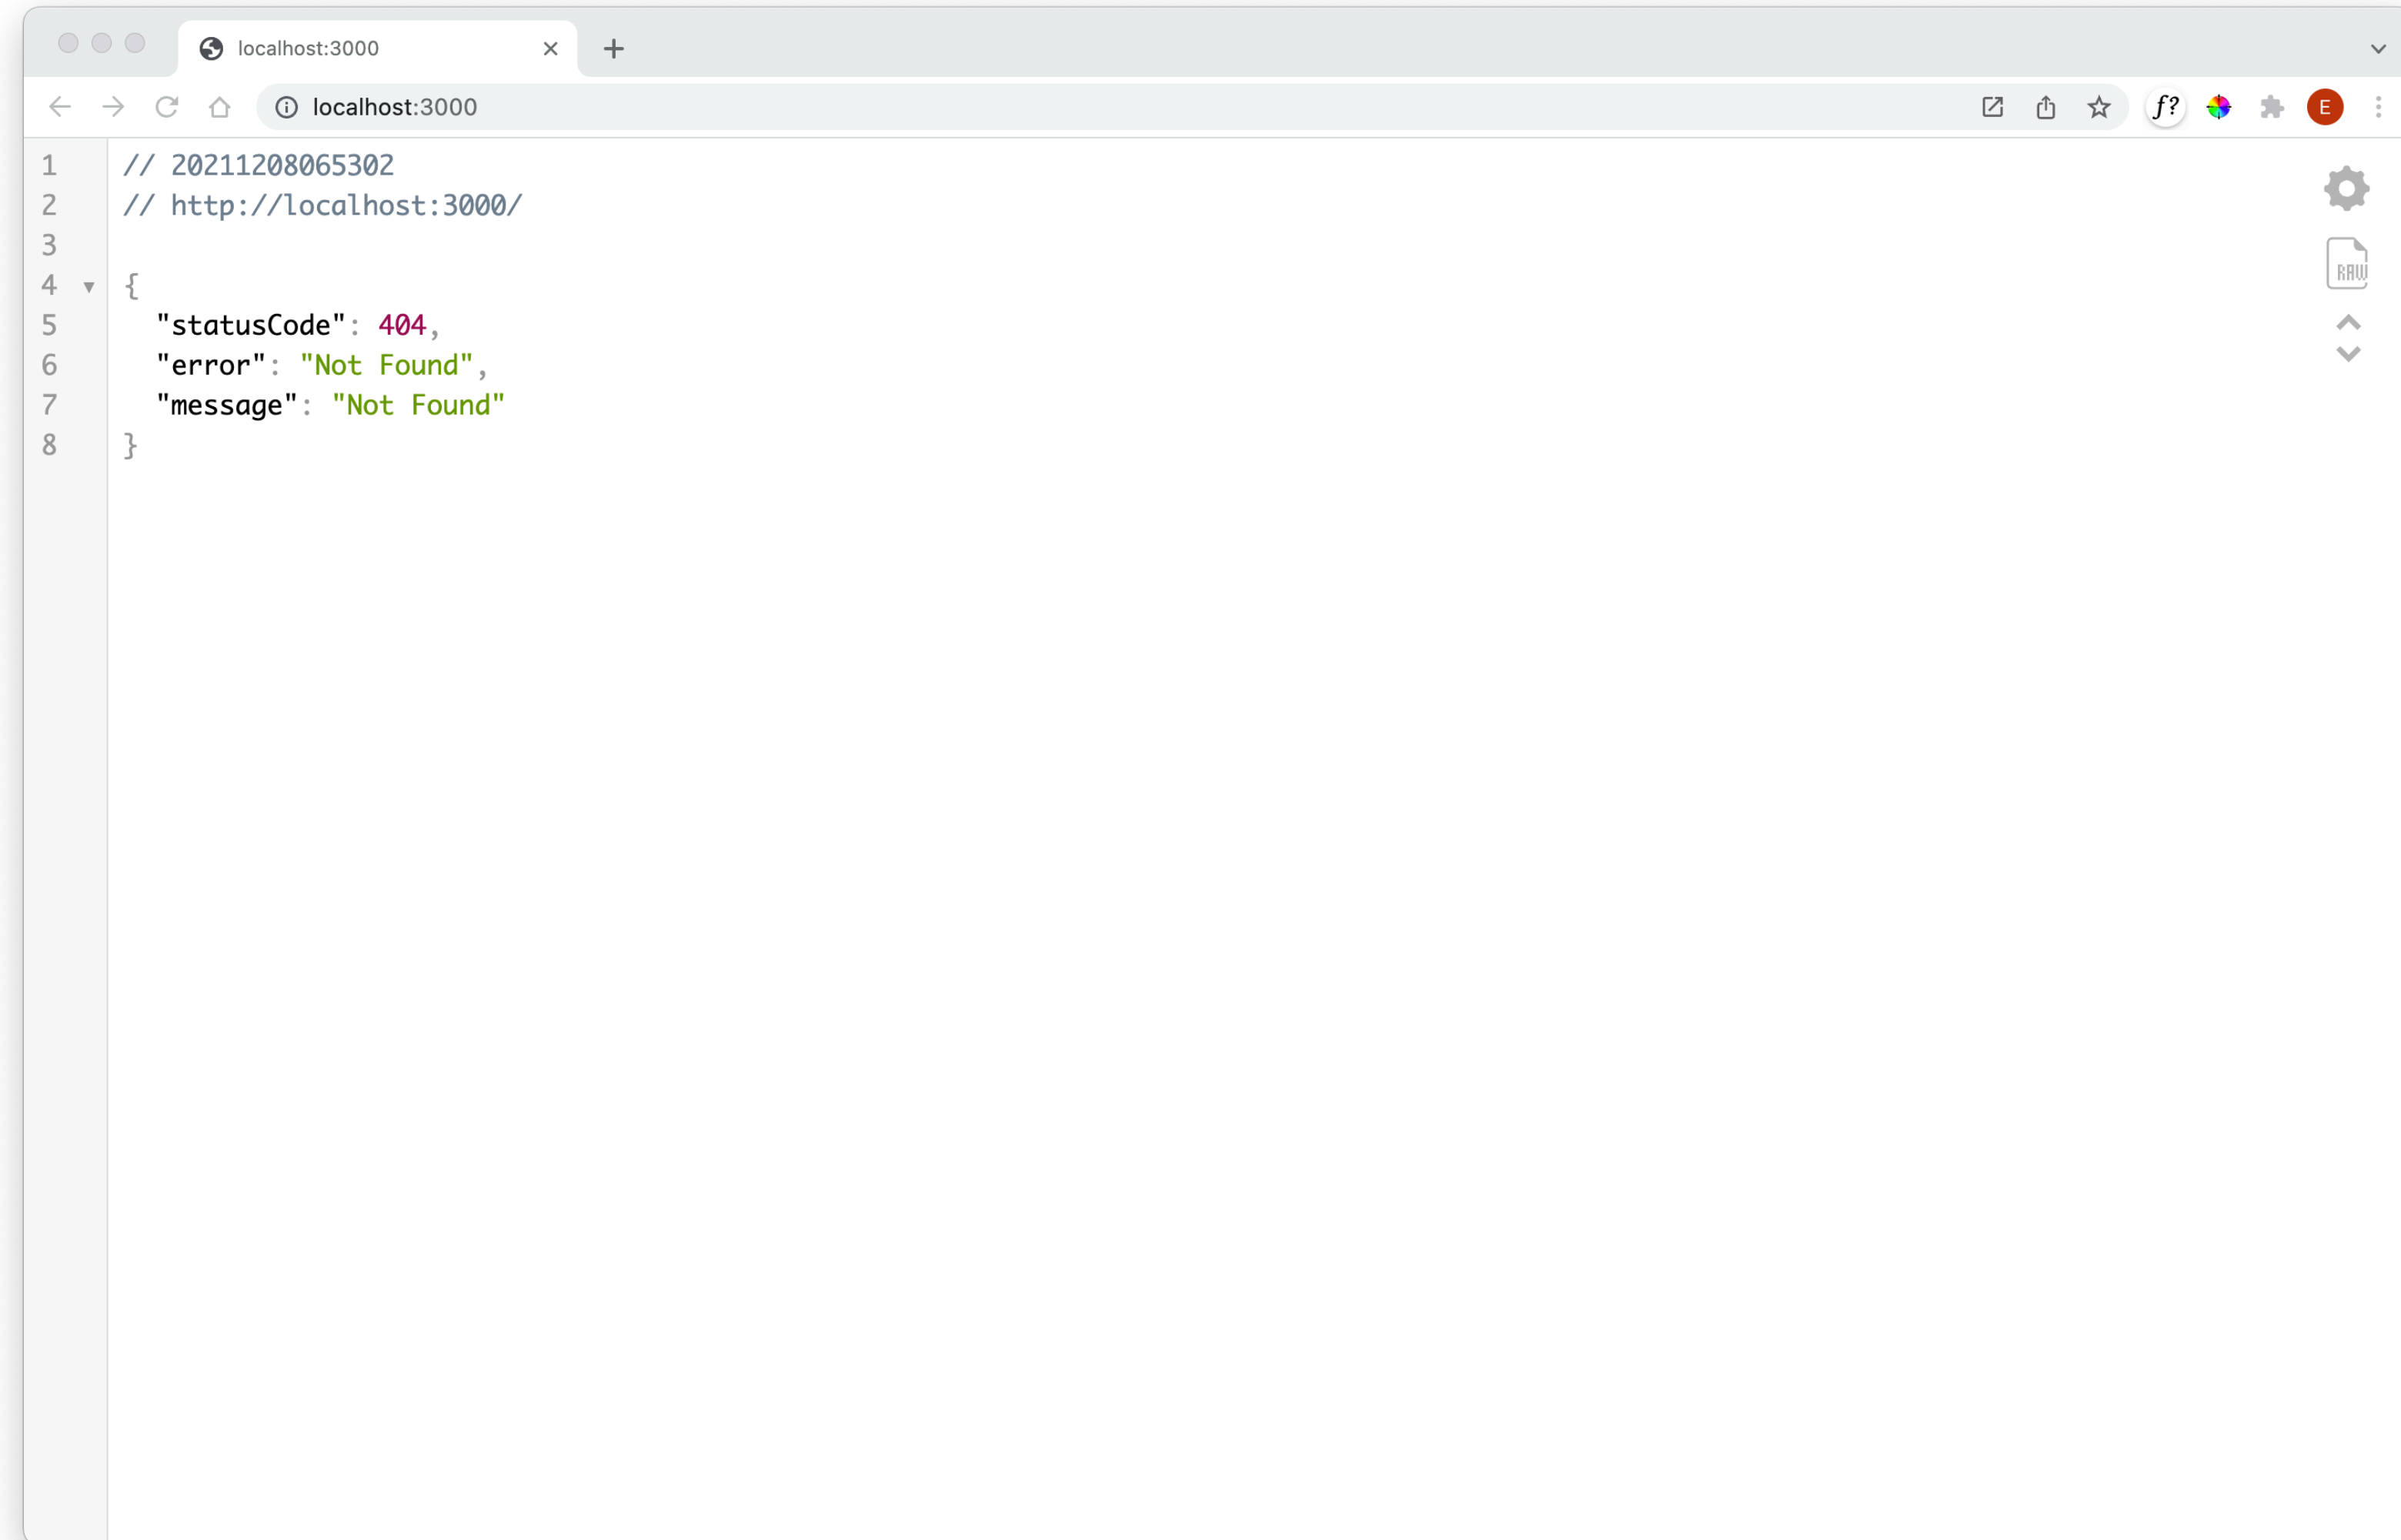 localhost:3000
localhost:3000
f?
E
1 // 20211208065302
2 // http://localhost:3000/
3
4 {
5 "statusCode": 404,
6 "error": "Not Found",
7 "message": "Not Found"
8 }
RAW